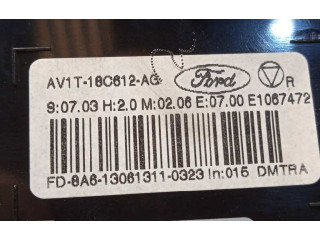 AV1T-18C612-AG Ford R
S:07.03 H:2.0 M:02.06 E:07.00 E1067472
FD-8A6-13061311-0323 In:015 DMTRA